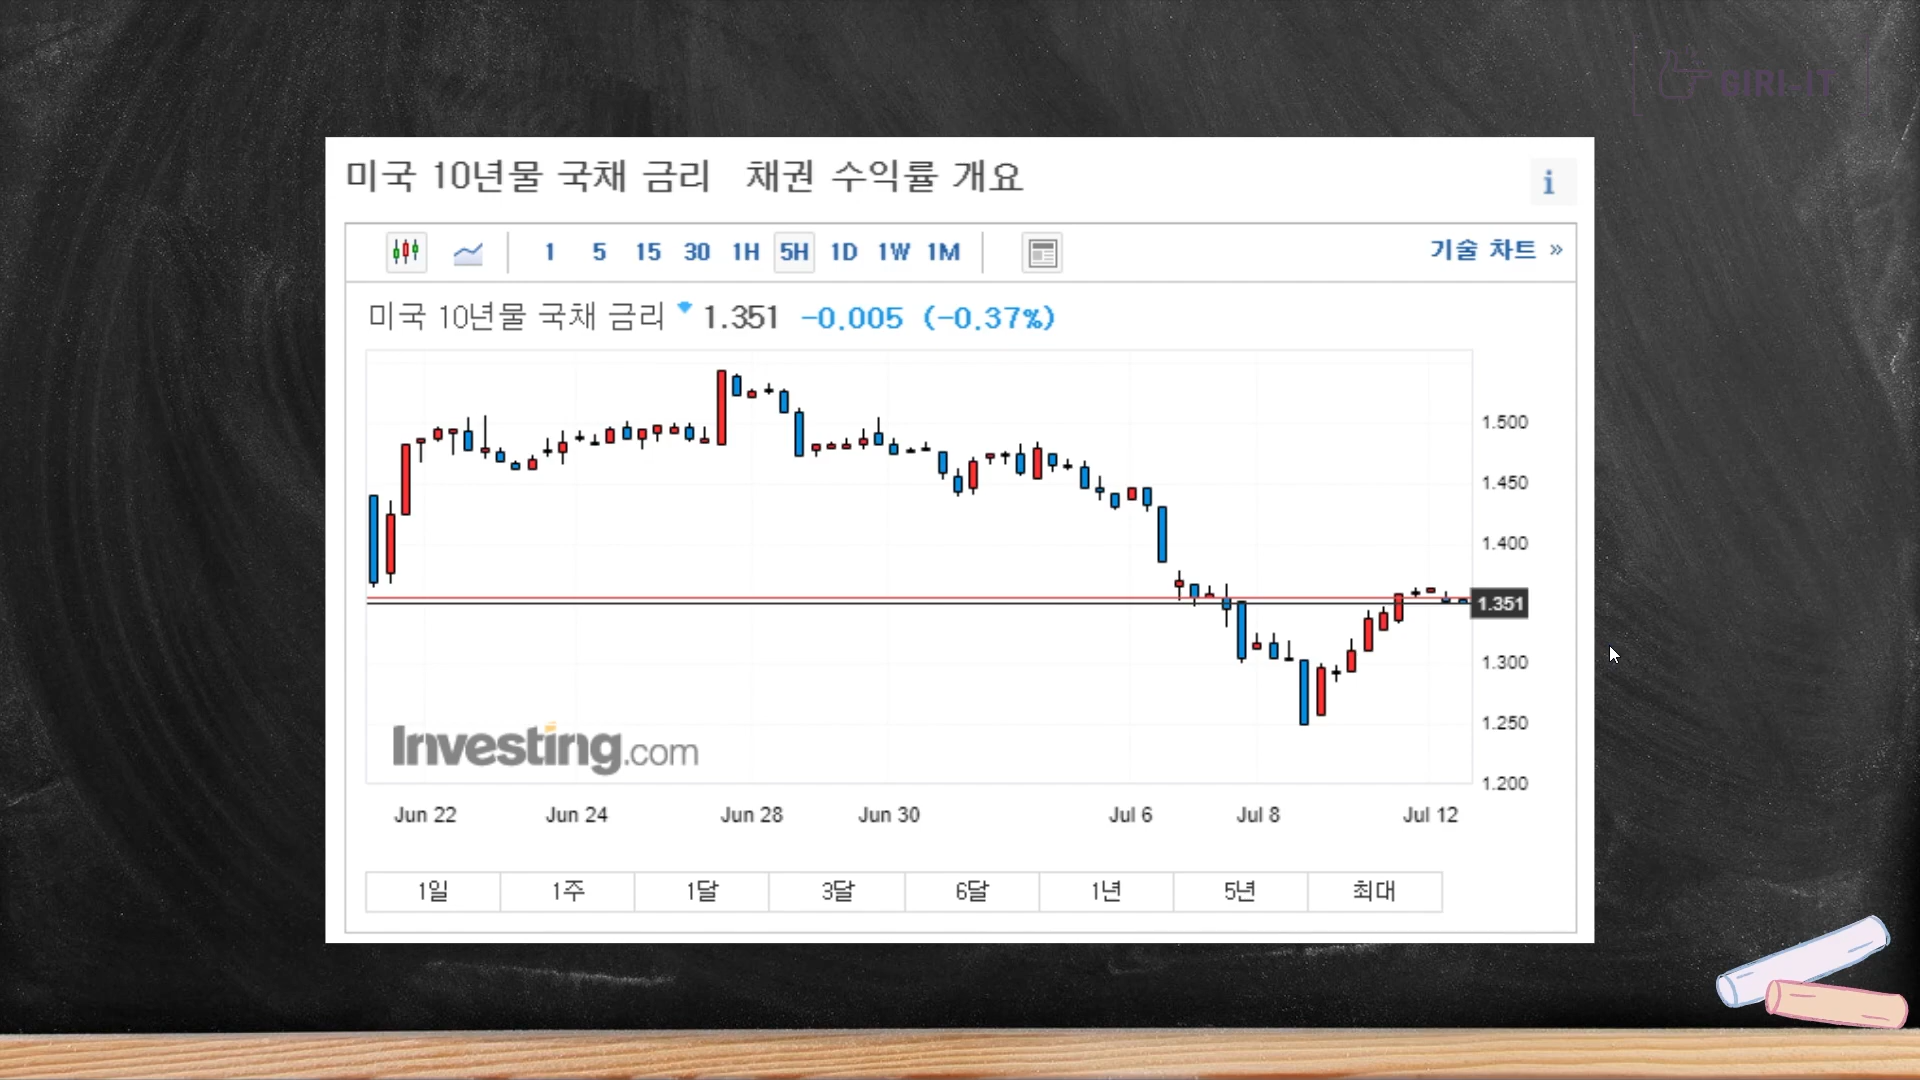 GIRL-IT
미국 10년물 국채 금리 채권 수익률 개요
i
1 5 15 30 1H 5H 1D 1W 1M
기술 차트 »
미국 10년물 국채 금리 1.351 -0.005 (-0.37%)
1.500
1.450
1.400
1.351
1.300
1.250
1.200
Investing.com
Jun 22 Jun 24 Jun 28 Jun 30 Jul 6 Jul 8 Jul 12
1일 1주 1달 3달 6달 1년 5년 최대